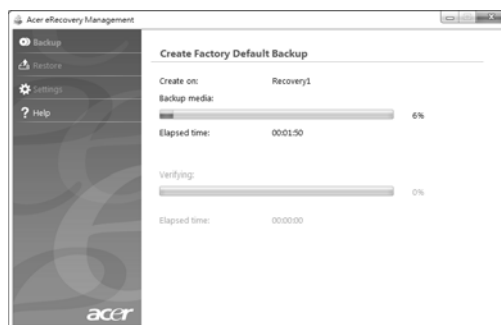 Acer eRecovery Management
Backup
Restore
Settings
? Help
Create Factory Default Backup
Create on: Recovery1
Backup media:
6%
Elapsed time: 00:01:50
Verifying:
0%
Elapsed time: 00:00:00
acer